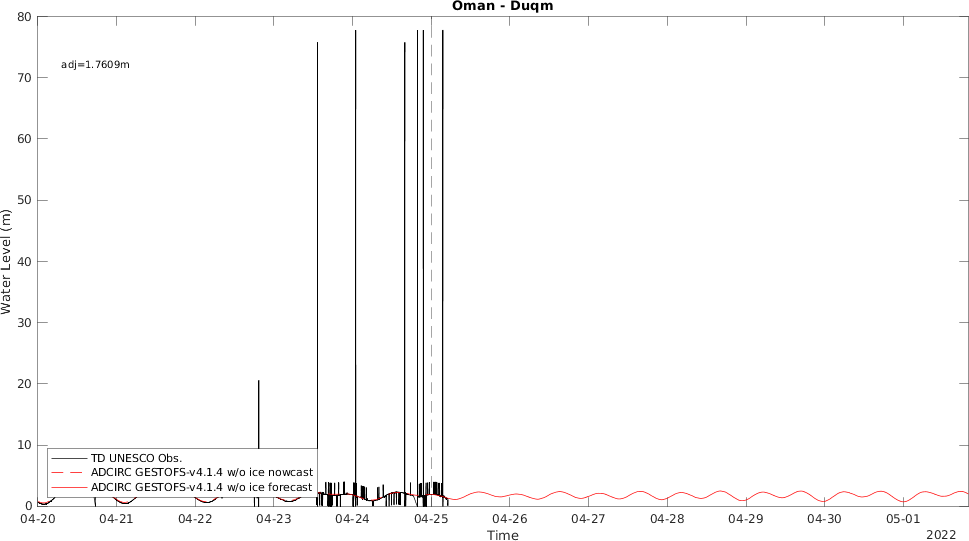 Oman - Duqm
adj=1.7609m
80
70
60
50
40
30
20
10
0
Water Level (m)
TD UNESCO Obs.
ADCIRC GESTOFS-v4.1.4 w/o ice nowcast
ADCIRC GESTOFS-v4.1.4 w/o ice forecast
04-20 04-21 04-22 04-23 04-24 04-25 04-26 04-27 04-28 04-29 04-30 05-01
Time
2022